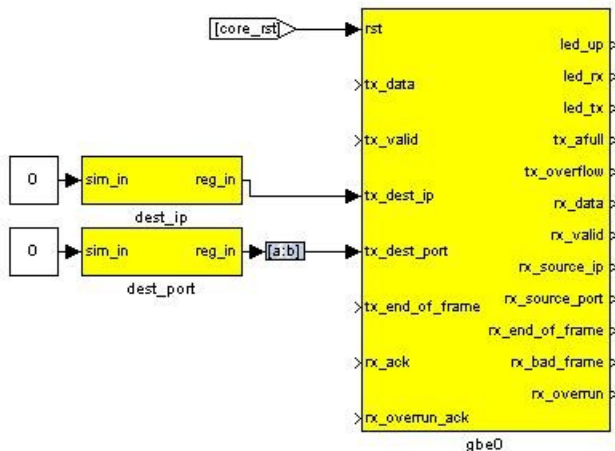 [core_rst]
rst
led_up
led_rx
tx_data
led_tx
tx_valid
tx_afull
tx_overflow
0
sim_in
reg_in
tx_dest_ip
rx_data
dest_ip
rx_valid
0
sim_in
reg_in
[a:b]
tx_dest_port
rx_source_ip
dest_port
rx_source_port
tx_end_of_frame
rx_end_of_frame
rx_ack
rx_bad_frame
rx_overrun
rx_overrun_ack
gbe0